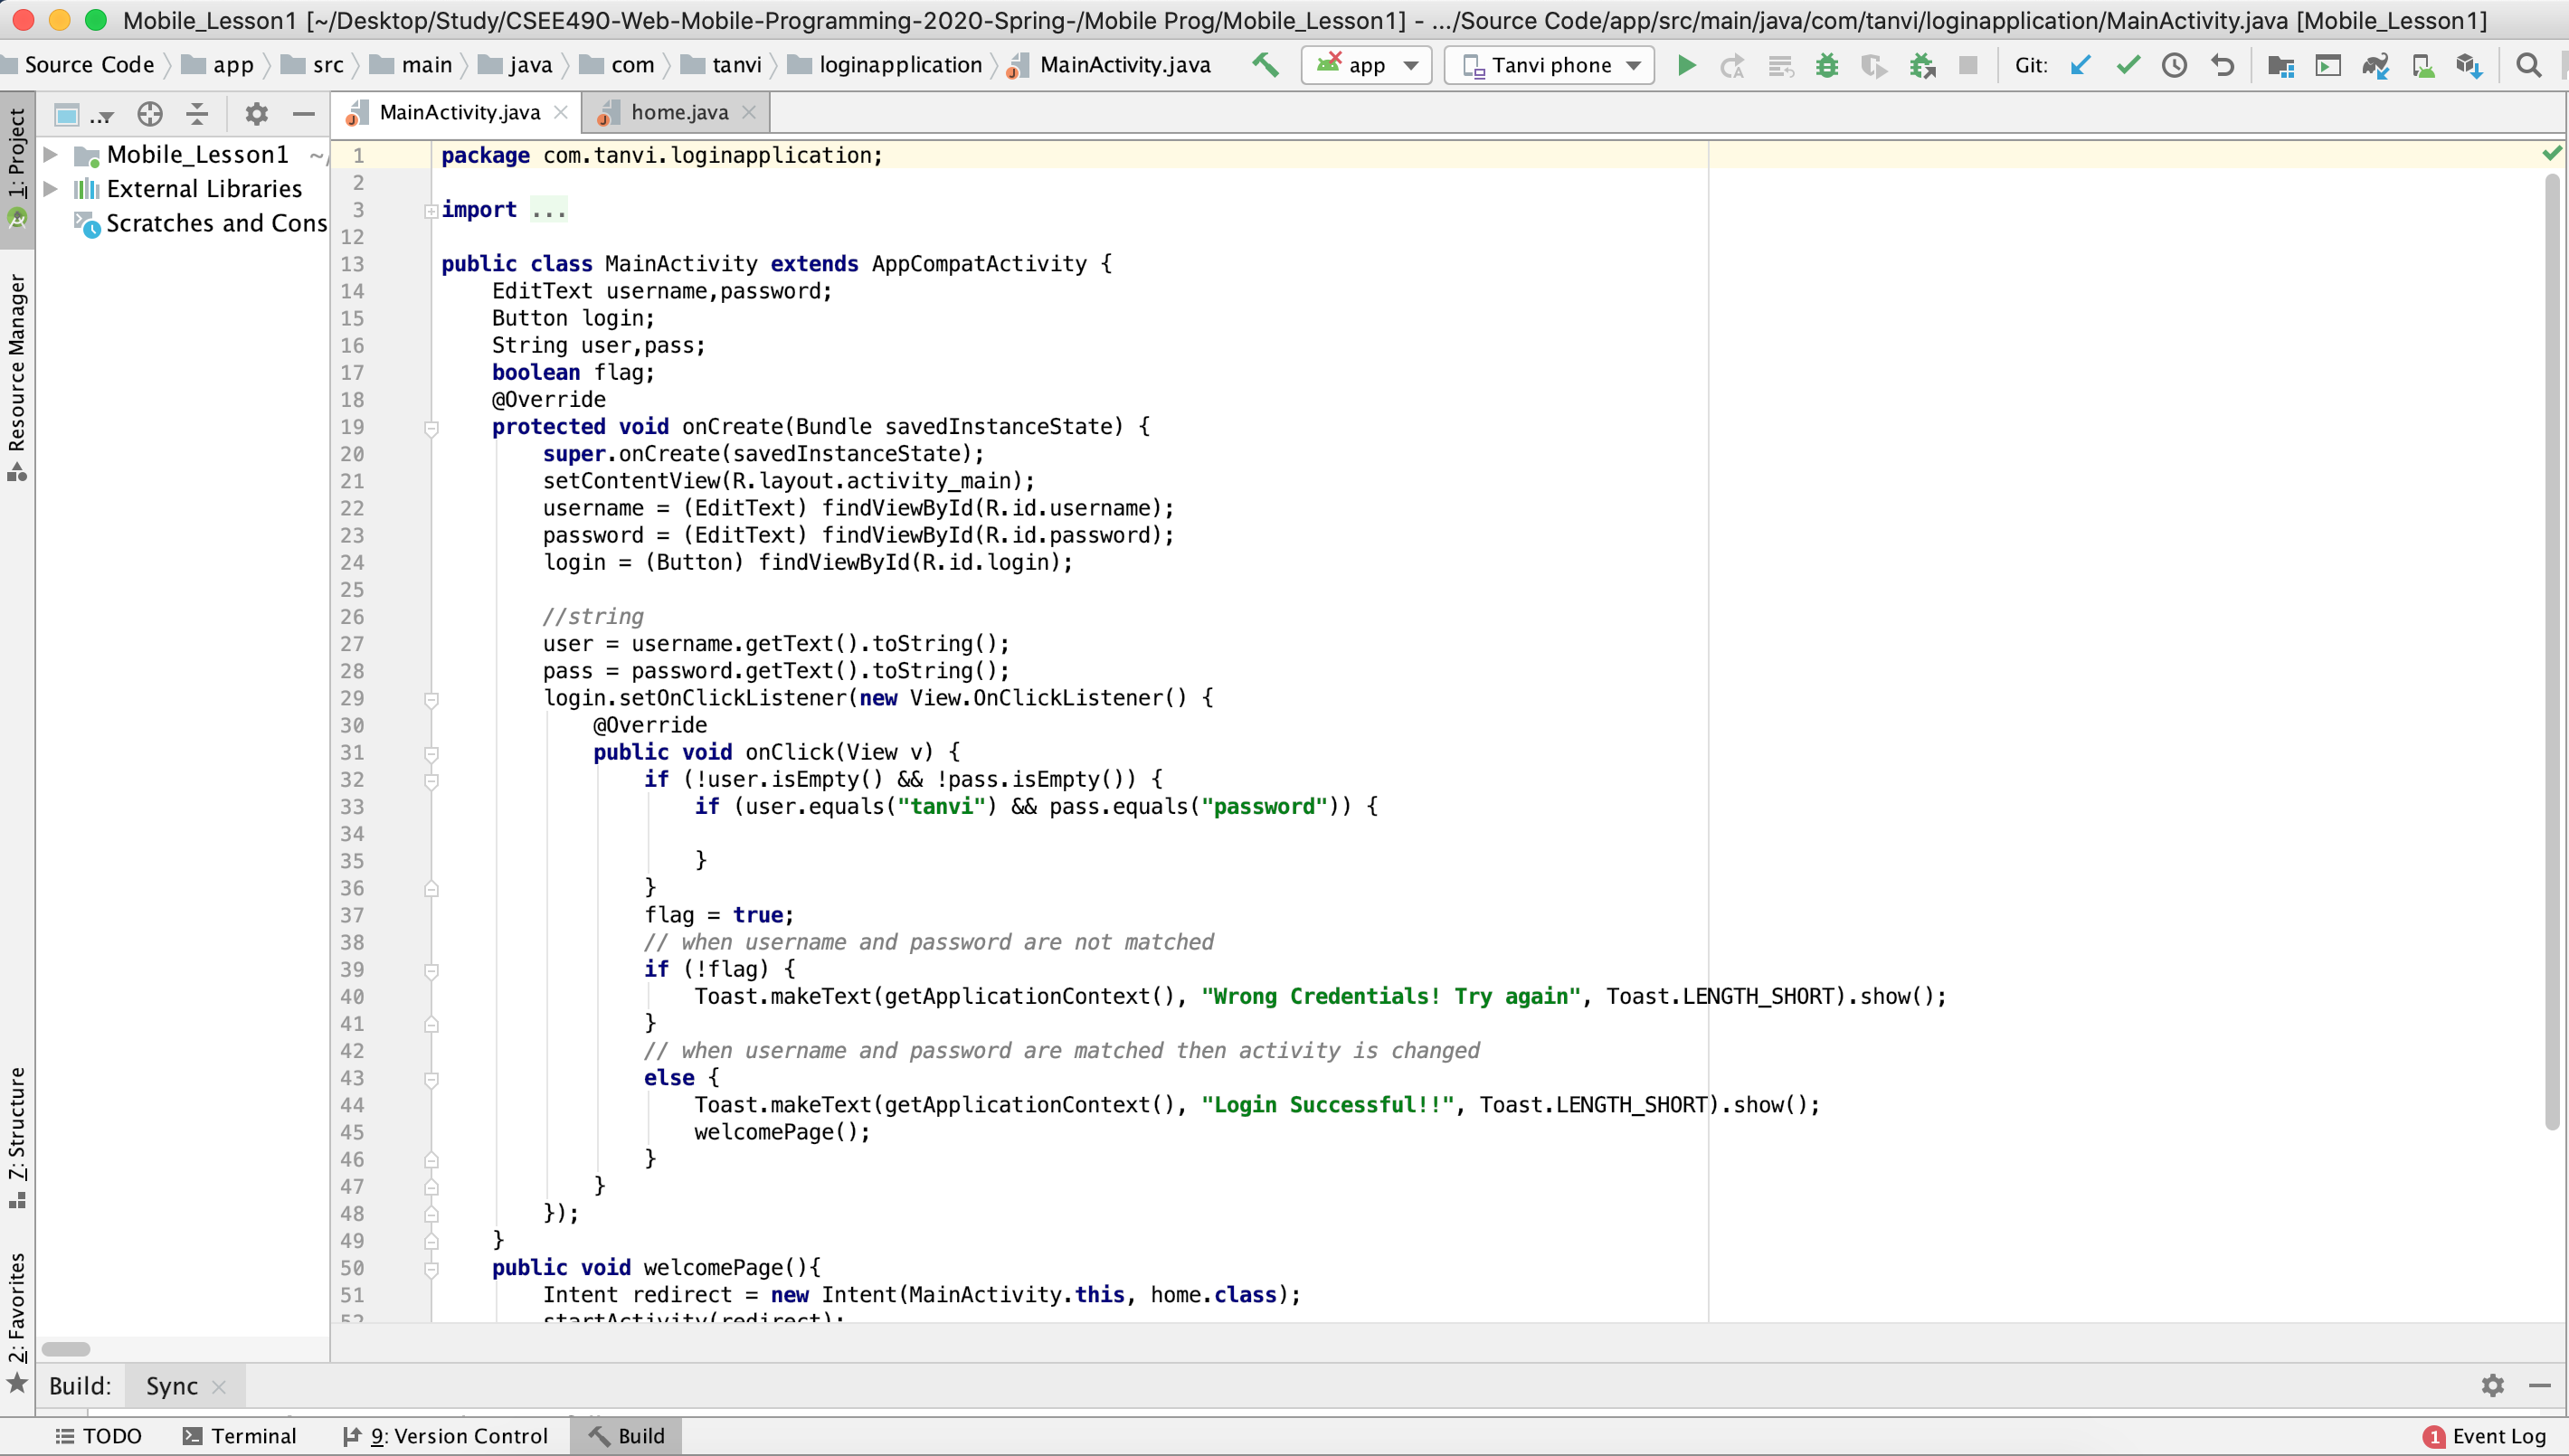 Mobile_Lesson1 [~/Desktop/Study/CSEE490-Web-Mobile-Programming-2020-Spring-/Mobile Prog/Mobile_Lesson1] - .../Source Code/app/src/main/java/com/tanvi/loginapplication/MainActivity.java [Mobile_Lesson1]
Source Code app src main java com tanvi loginapplication MainActivity.java app Tanvi phone Git:
1: Project
Resource Manager
7: Structure
2: Favorites
...
Mobile_Lesson1 ~/
External Libraries
Scratches and Cons
MainActivity.java home.java
1 package com.tanvi.loginapplication;
2
3 import ...
12
13 public class MainActivity extends AppCompatActivity {
14 EditText username,password;
15 Button login;
16 String user,pass;
17 boolean flag;
18 @Override
19 protected void onCreate(Bundle savedInstanceState) {
20 super.onCreate(savedInstanceState);
21 setContentView(R.layout.activity_main);
22 username = (EditText) findViewById(R.id.username);
23 password = (EditText) findViewById(R.id.password);
24 login = (Button) findViewById(R.id.login);
25
26 //string
27 user = username.getText().toString();
28 pass = password.getText().toString();
29 login.setOnClickListener(new View.OnClickListener() {
30 @Override
31 public void onClick(View v) {
32 if (!user.isEmpty() && !pass.isEmpty()) {
33 if (user.equals("tanvi") && pass.equals("password")) {
34
35 }
36 }
37 flag = true;
38 // when username and password are not matched
39 if (!flag) {
40 Toast.makeText(getApplicationContext(), "Wrong Credentials! Try again", Toast.LENGTH_SHORT).show();
41 }
42 // when username and password are matched then activity is changed
43 else {
44 Toast.makeText(getApplicationContext(), "Login Successful!!", Toast.LENGTH_SHORT).show();
45 welcomePage();
46 }
47 }
48 });
49 }
50 public void welcomePage(){
51 Intent redirect = new Intent(MainActivity.this, home.class);
52 startActivity(redirect);
Build: Sync
TODO Terminal 9: Version Control Build 1 Event Log